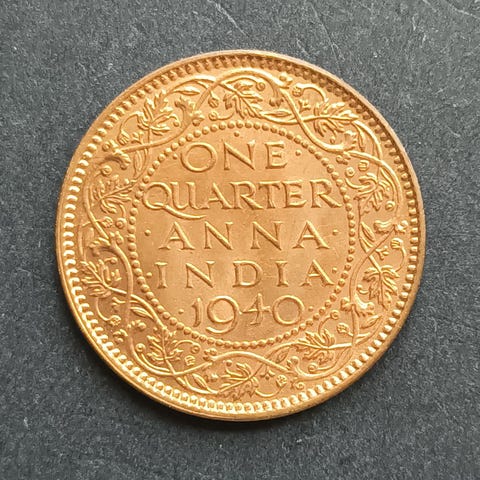 ·ONE·
QUARTER
·ANNA·
·INDIA·
·1940·